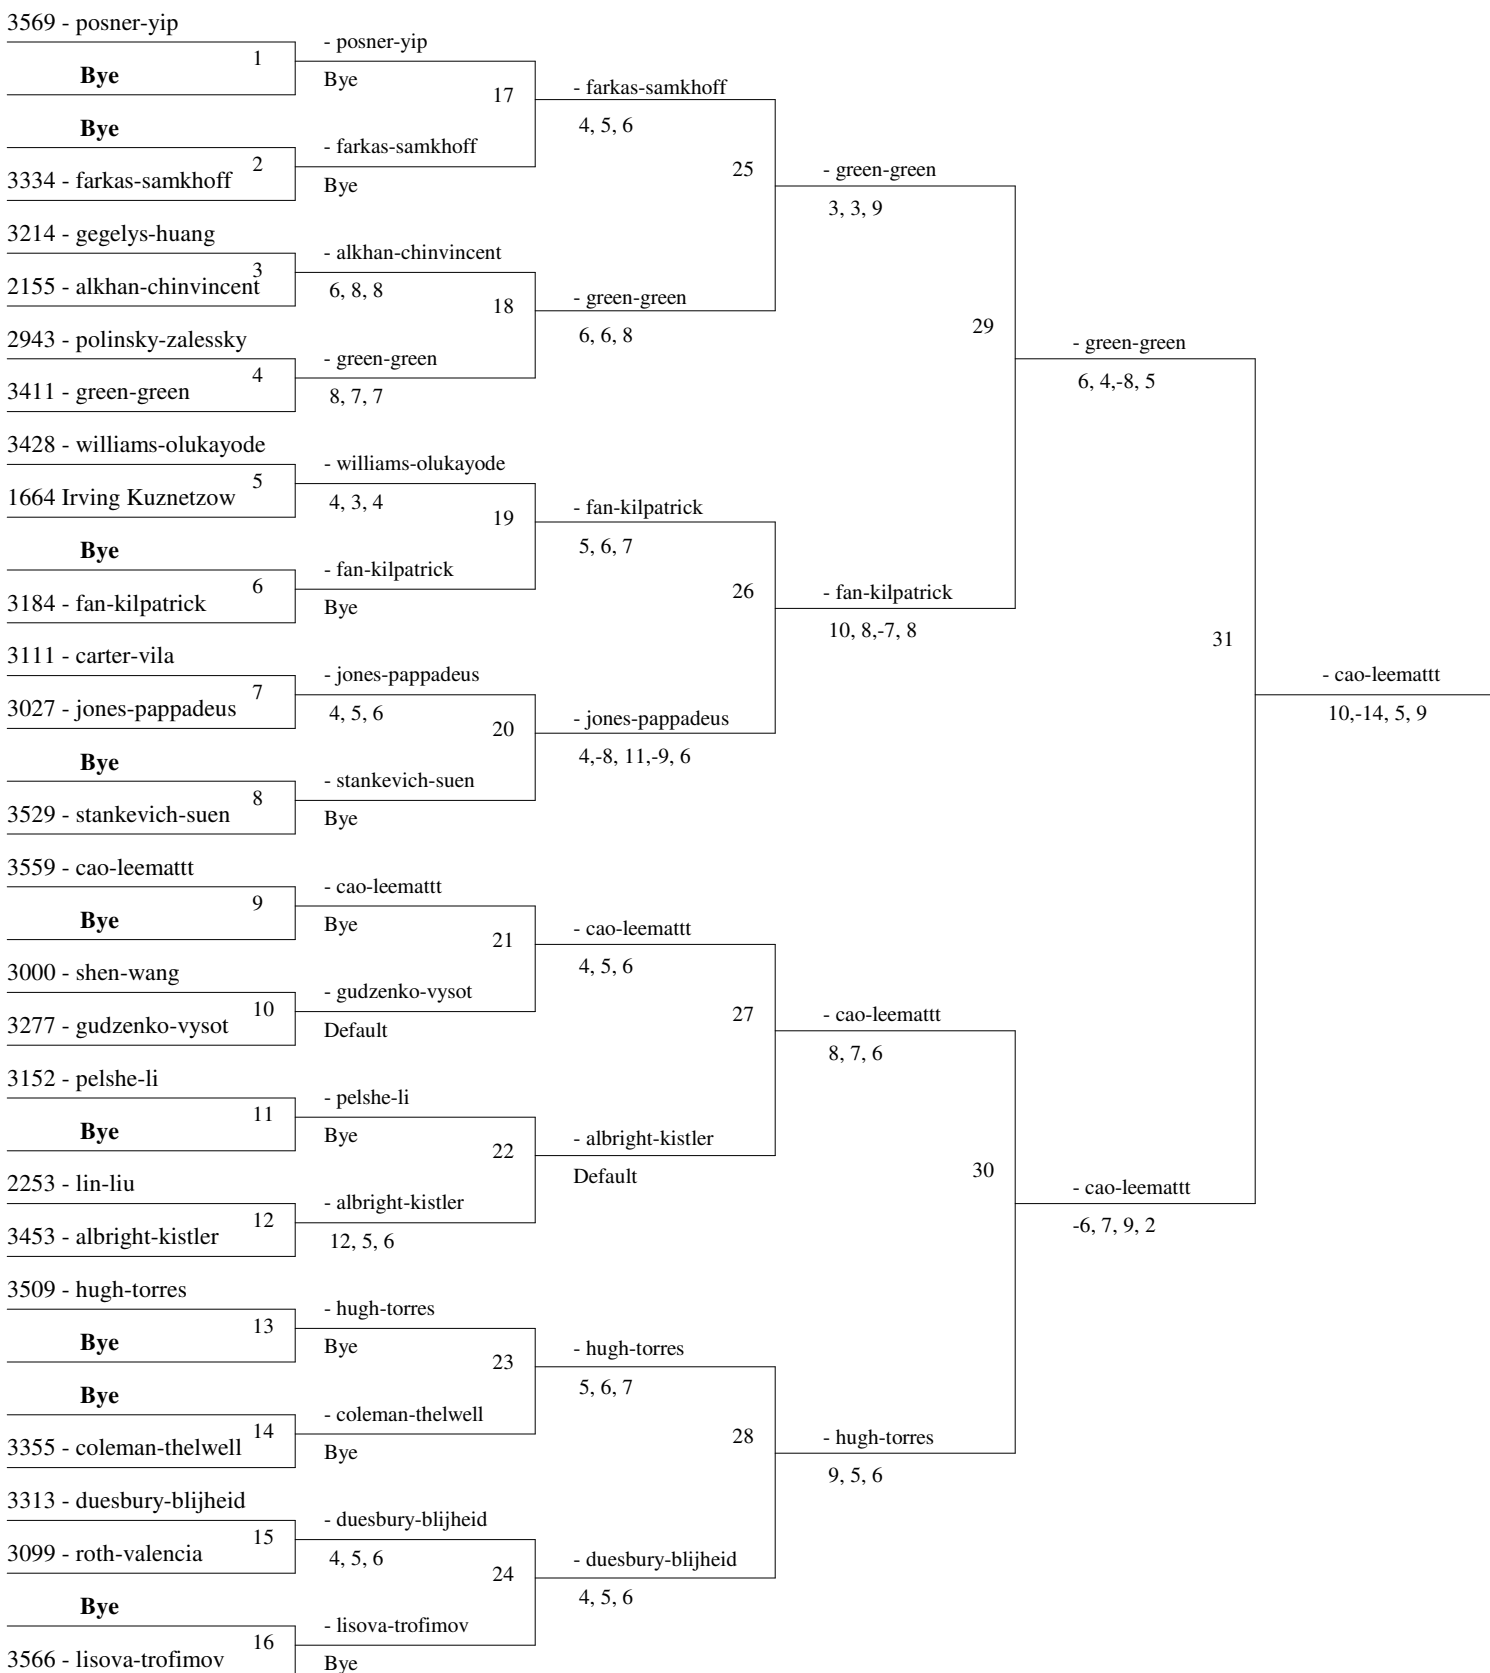 3569 - posner-yip
Bye
1
Bye
3334 - farkas-samkhoff
2
3214 - gegelys-huang
2155 - alkhan-chinvincent
3
2943 - polinsky-zalessky
3411 - green-green
4
3428 - williams-olukayode
1664 Irving Kuznetzow
5
Bye
3184 - fan-kilpatrick
6
3111 - carter-vila
3027 - jones-pappadeus
7
Bye
3529 - stankevich-suen
8
3559 - cao-leemattt
Bye
9
3000 - shen-wang
3277 - gudzenko-vysot
10
3152 - pelshe-li
Bye
11
2253 - lin-liu
3453 - albright-kistler
12
3509 - hugh-torres
Bye
13
Bye
3355 - coleman-thelwell
14
3313 - duesbury-blijheid
3099 - roth-valencia
15
Bye
3566 - lisova-trofimov
16
- posner-yip
Bye
17
- farkas-samkhoff
Bye
- alkhan-chinvincent
6, 8, 8
18
- green-green
8, 7, 7
- williams-olukayode
4, 3, 4
19
- fan-kilpatrick
Bye
- jones-pappadeus
4, 5, 6
20
- stankevich-suen
Bye
- cao-leemattt
Bye
21
- gudzenko-vysot
Default
- pelshe-li
Bye
22
- albright-kistler
12, 5, 6
- hugh-torres
Bye
23
- coleman-thelwell
Bye
- duesbury-blijheid
4, 5, 6
24
- lisova-trofimov
Bye
- farkas-samkhoff
4, 5, 6
25
- green-green
6, 6, 8
- fan-kilpatrick
5, 6, 7
26
- jones-pappadeus
4,-8, 11,-9, 6
- cao-leemattt
4, 5, 6
27
- albright-kistler
Default
- hugh-torres
5, 6, 7
28
- duesbury-blijheid
4, 5, 6
- green-green
3, 3, 9
29
- fan-kilpatrick
10, 8,-7, 8
- cao-leemattt
8, 7, 6
30
- hugh-torres
9, 5, 6
- green-green
6, 4,-8, 5
31
- cao-leemattt
-6, 7, 9, 2
- cao-leemattt
10,-14, 5, 9